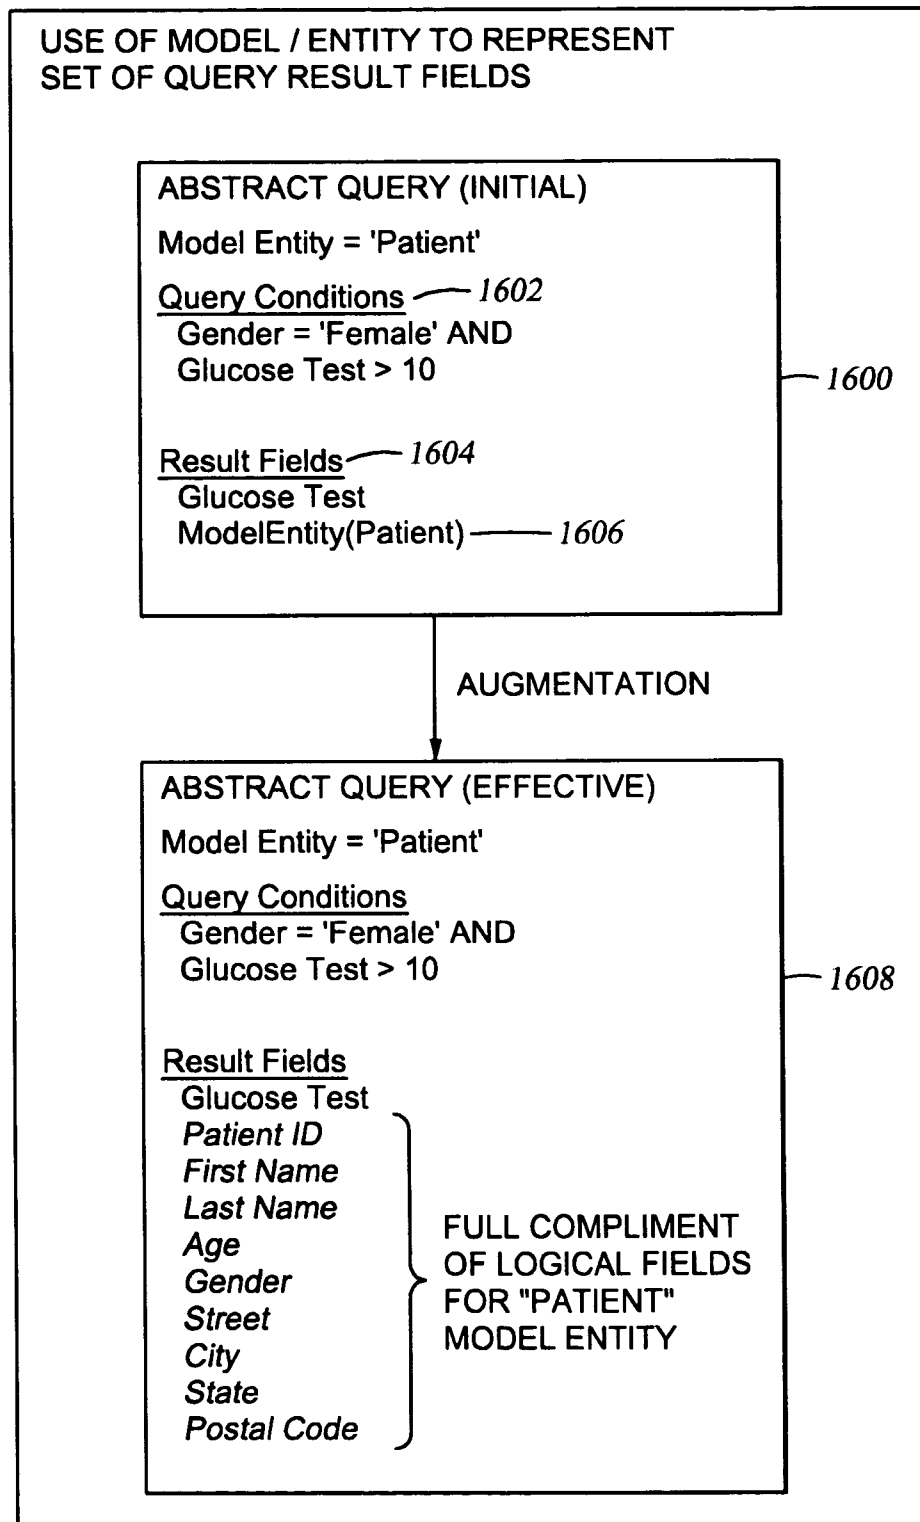 USE OF MODEL / ENTITY TO REPRESENT
SET OF QUERY RESULT FIELDS
ABSTRACT QUERY (INITIAL)
Model Entity = 'Patient'
Query Conditions 1602
Gender = 'Female' AND
Glucose Test > 10
1600
Result Fields 1604
Glucose Test
ModelEntity(Patient) 1606
AUGMENTATION
ABSTRACT QUERY (EFFECTIVE)
Model Entity = 'Patient'
Query Conditions
Gender = 'Female' AND
Glucose Test > 10
1608
Result Fields
Glucose Test
Patient ID
First Name
Last Name
Age
Gender
Street
City
State
Postal Code
FULL COMPLIMENT
OF LOGICAL FIELDS
FOR "PATIENT"
MODEL ENTITY